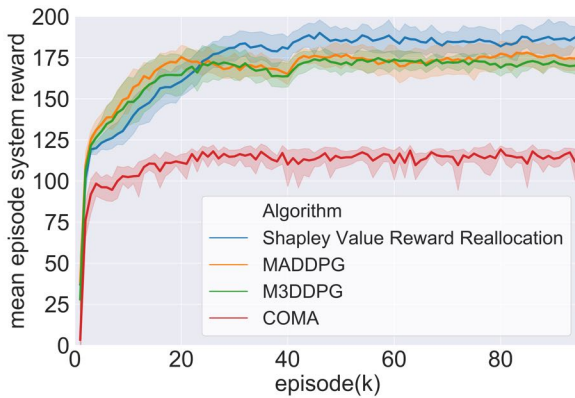 mean episode system reward
200
175
150
125
100
75
50
25
0
0
20
40
60
80
episode(k)
Algorithm
Shapley Value Reward Reallocation
MADDPG
M3DDPG
COMA